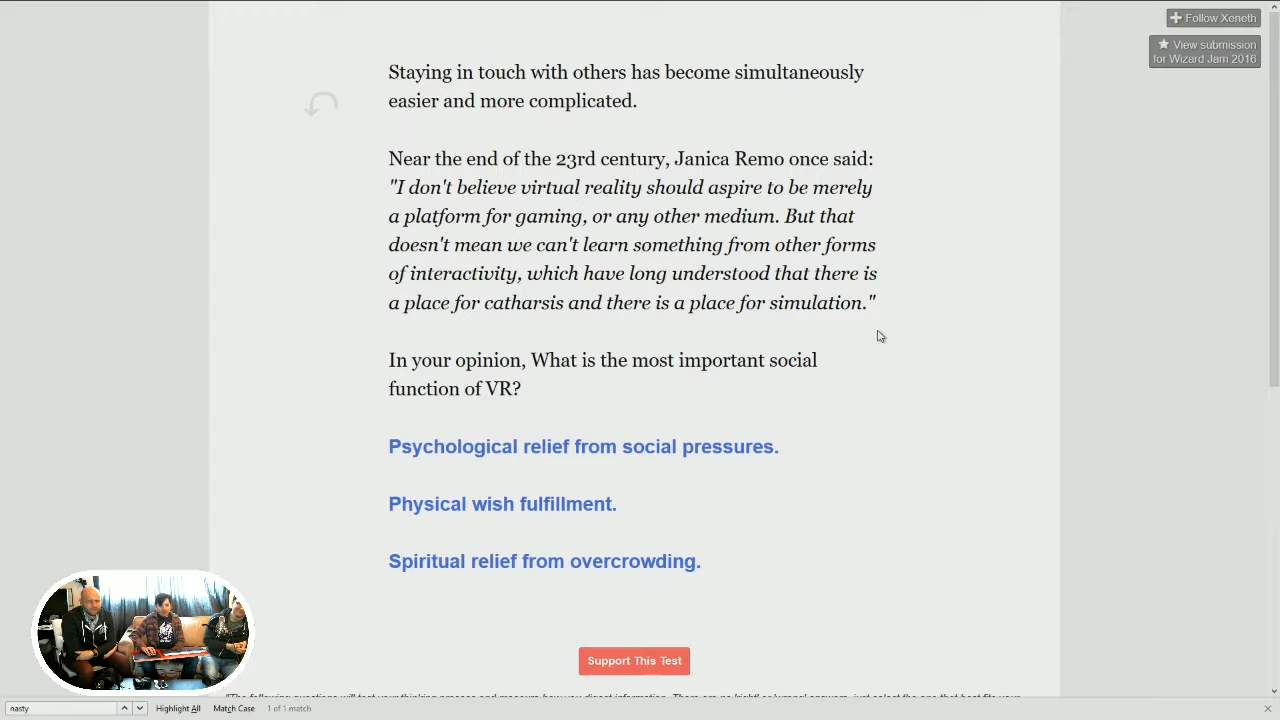 Follow Xeneth
View submission
for Wizard Jam 2016
Staying in touch with others has become simultaneously
easier and more complicated.
Near the end of the 23rd century, Janica Remo once said:
"I don't believe virtual reality should aspire to be merely
a platform for gaming, or any other medium. But that
doesn't mean we can't learn something from other forms
of interactivity, which have long understood that there is
a place for catharsis and there is a place for simulation."
In your opinion, What is the most important social
function of VR?
Psychological relief from social pressures.
Physical wish fulfillment.
Spiritual relief from overcrowding.
Support This Test
nasty
Highlight All
Match Case
1 of 1 match